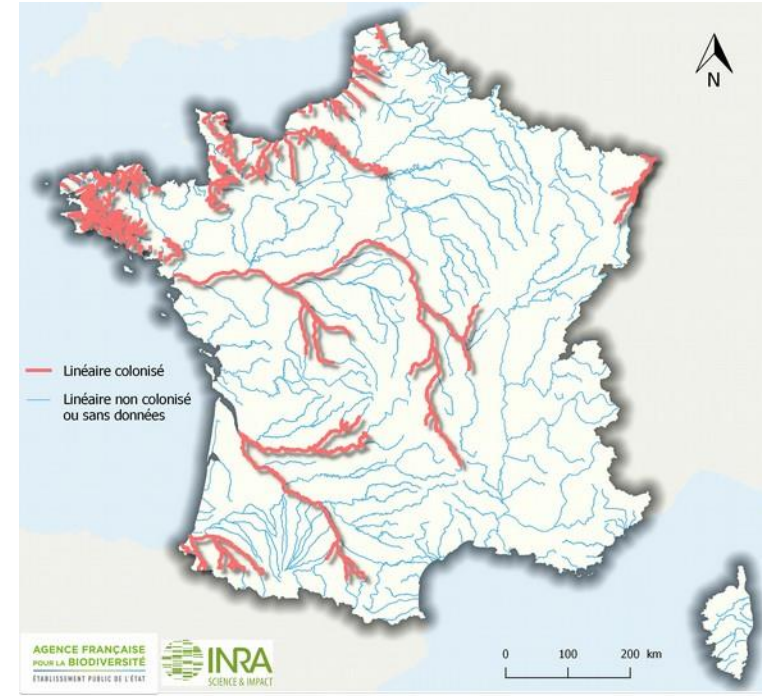 N
Linéaire colonisé
Linéaire non colonisé
ou sans données
AGENCE FRANÇAISE
POUR LA BIODIVERSITÉ
ÉTABLISSEMENT PUBLIC DE L'ÉTAT
INRA
SCIENCE & IMPACT
0 100 200 km